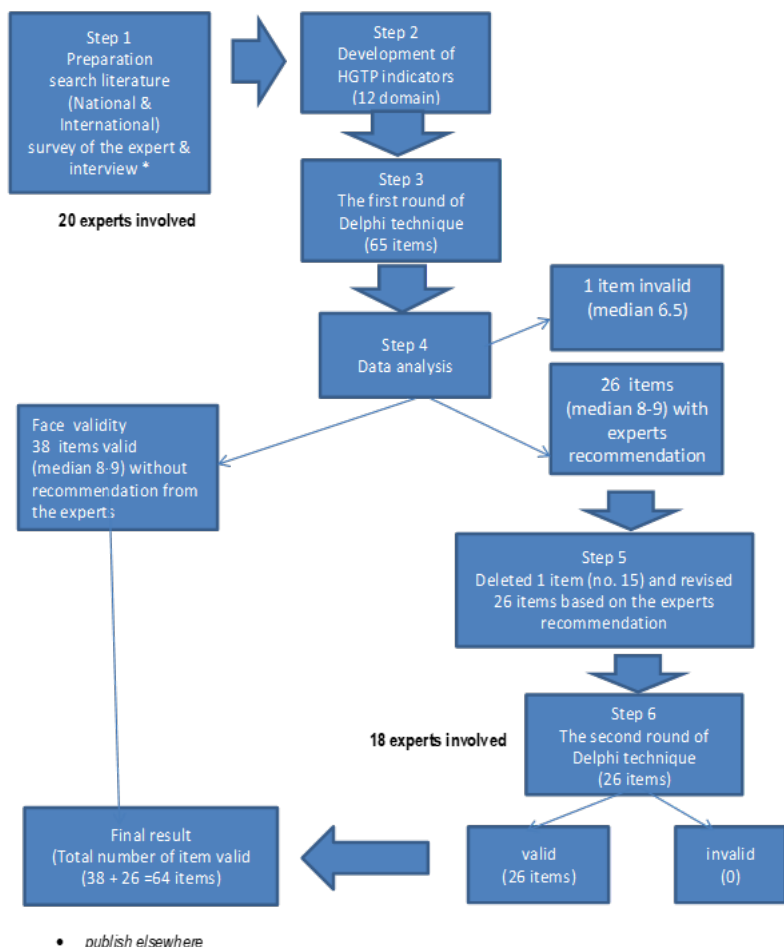 Step 1
Preparation
search literature
(National &
International)
survey of the expert &
interview *
Step 2
Development of
HGTP indicators
(12 domain)
20 experts involved
Step 3
The first round of
Delphi technique
(65 items)
1 item invalid
(median 6.5)
Step 4
Data analysis
26 items
(median 8-9) with
experts
recommendation
Face validity
38 items valid
(median 8-9) without
recommendation from
the experts
Step 5
Deleted 1 item (no. 15) and revised
26 items based on the experts
recommendation
18 experts involved
Step 6
The second round of
Delphi technique
(26 items)
Final result
(Total number of item valid
(38 + 26 =64 items)
valid
(26 items)
invalid
(0)
• publish elsewhere